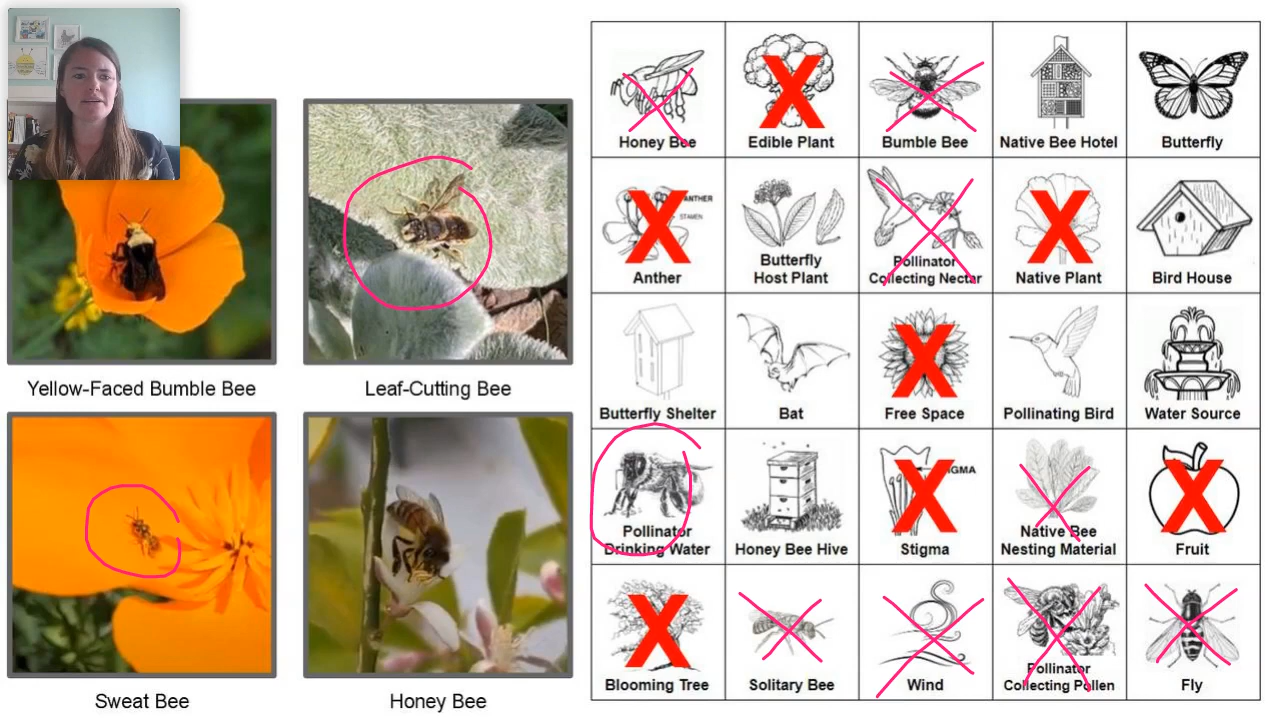 Yellow-Faced Bumble Bee
Leaf-Cutting Bee
Sweat Bee
Honey Bee
Honey Bee
Edible Plant
Bumble Bee
Native Bee Hotel
Butterfly
ANTHER
STAMEN
Anther
Butterfly
Host Plant
Pollinator
Collecting Nectar
Native Plant
Bird House
Butterfly Shelter
Bat
Free Space
Pollinating Bird
Water Source
Pollinator
Drinking Water
Honey Bee Hive
IGMA
Stigma
Native Bee
Nesting Material
Fruit
Blooming Tree
Solitary Bee
Wind
Pollinator
Collecting Pollen
Fly